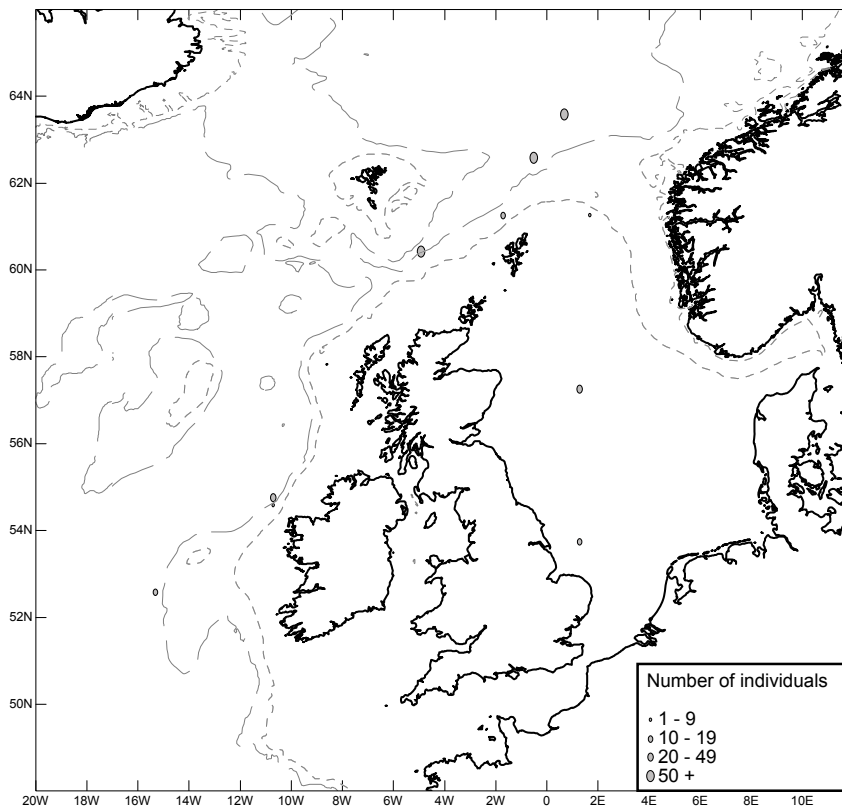 64N
62N
60N
58N
56N
54N
52N
50N
Number of individuals
1 - 9
10 - 19
20 - 49
50 +
20W 18W 16W 14W 12W 10W 8W 6W 4W 2W 0 2E 4E 6E 8E 10E